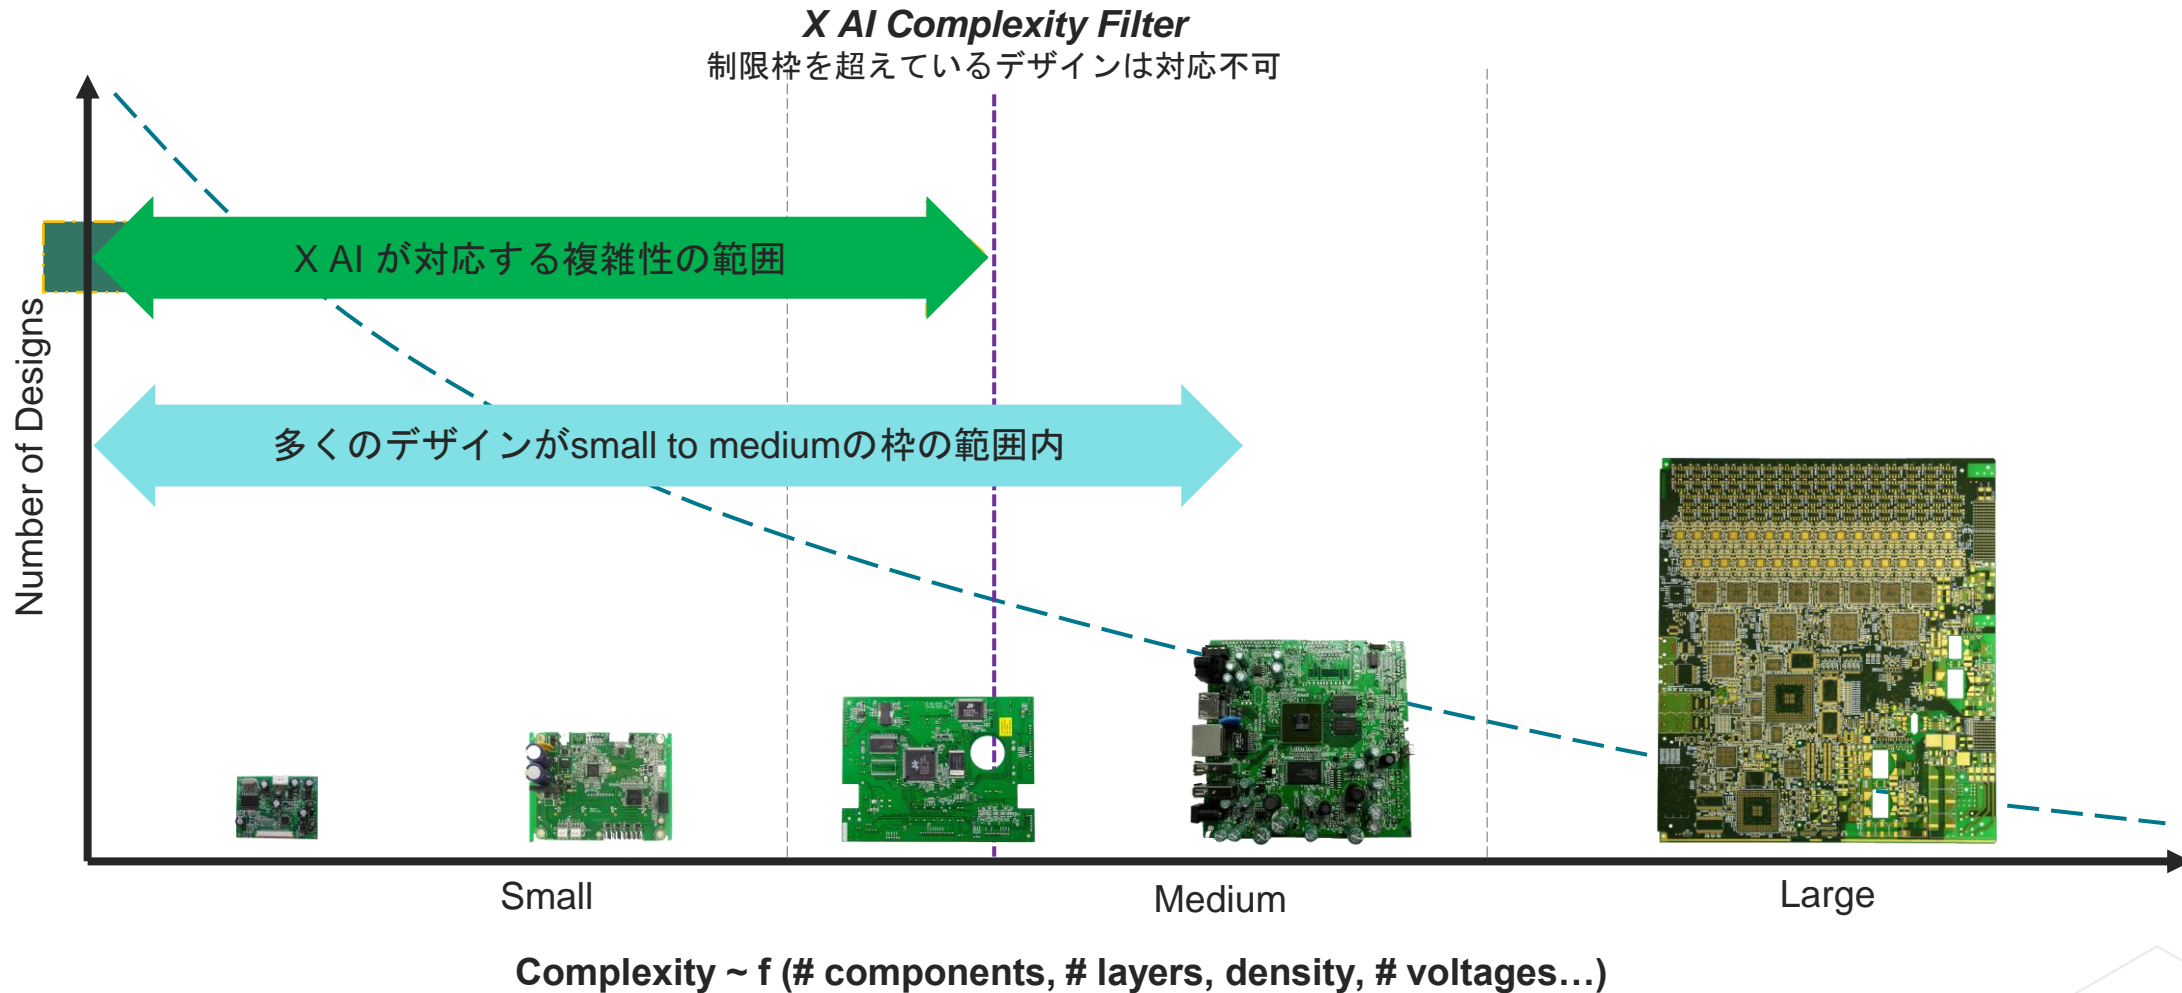 X AI Complexity Filter
制限枠を超えているデザインは対応不可
X AI が対応する複雑性の範囲
多くのデザインがsmall to mediumの枠の範囲内
Number of Designs
Small
Medium
Large
Complexity ~ f (# components, # layers, density, # voltages…)